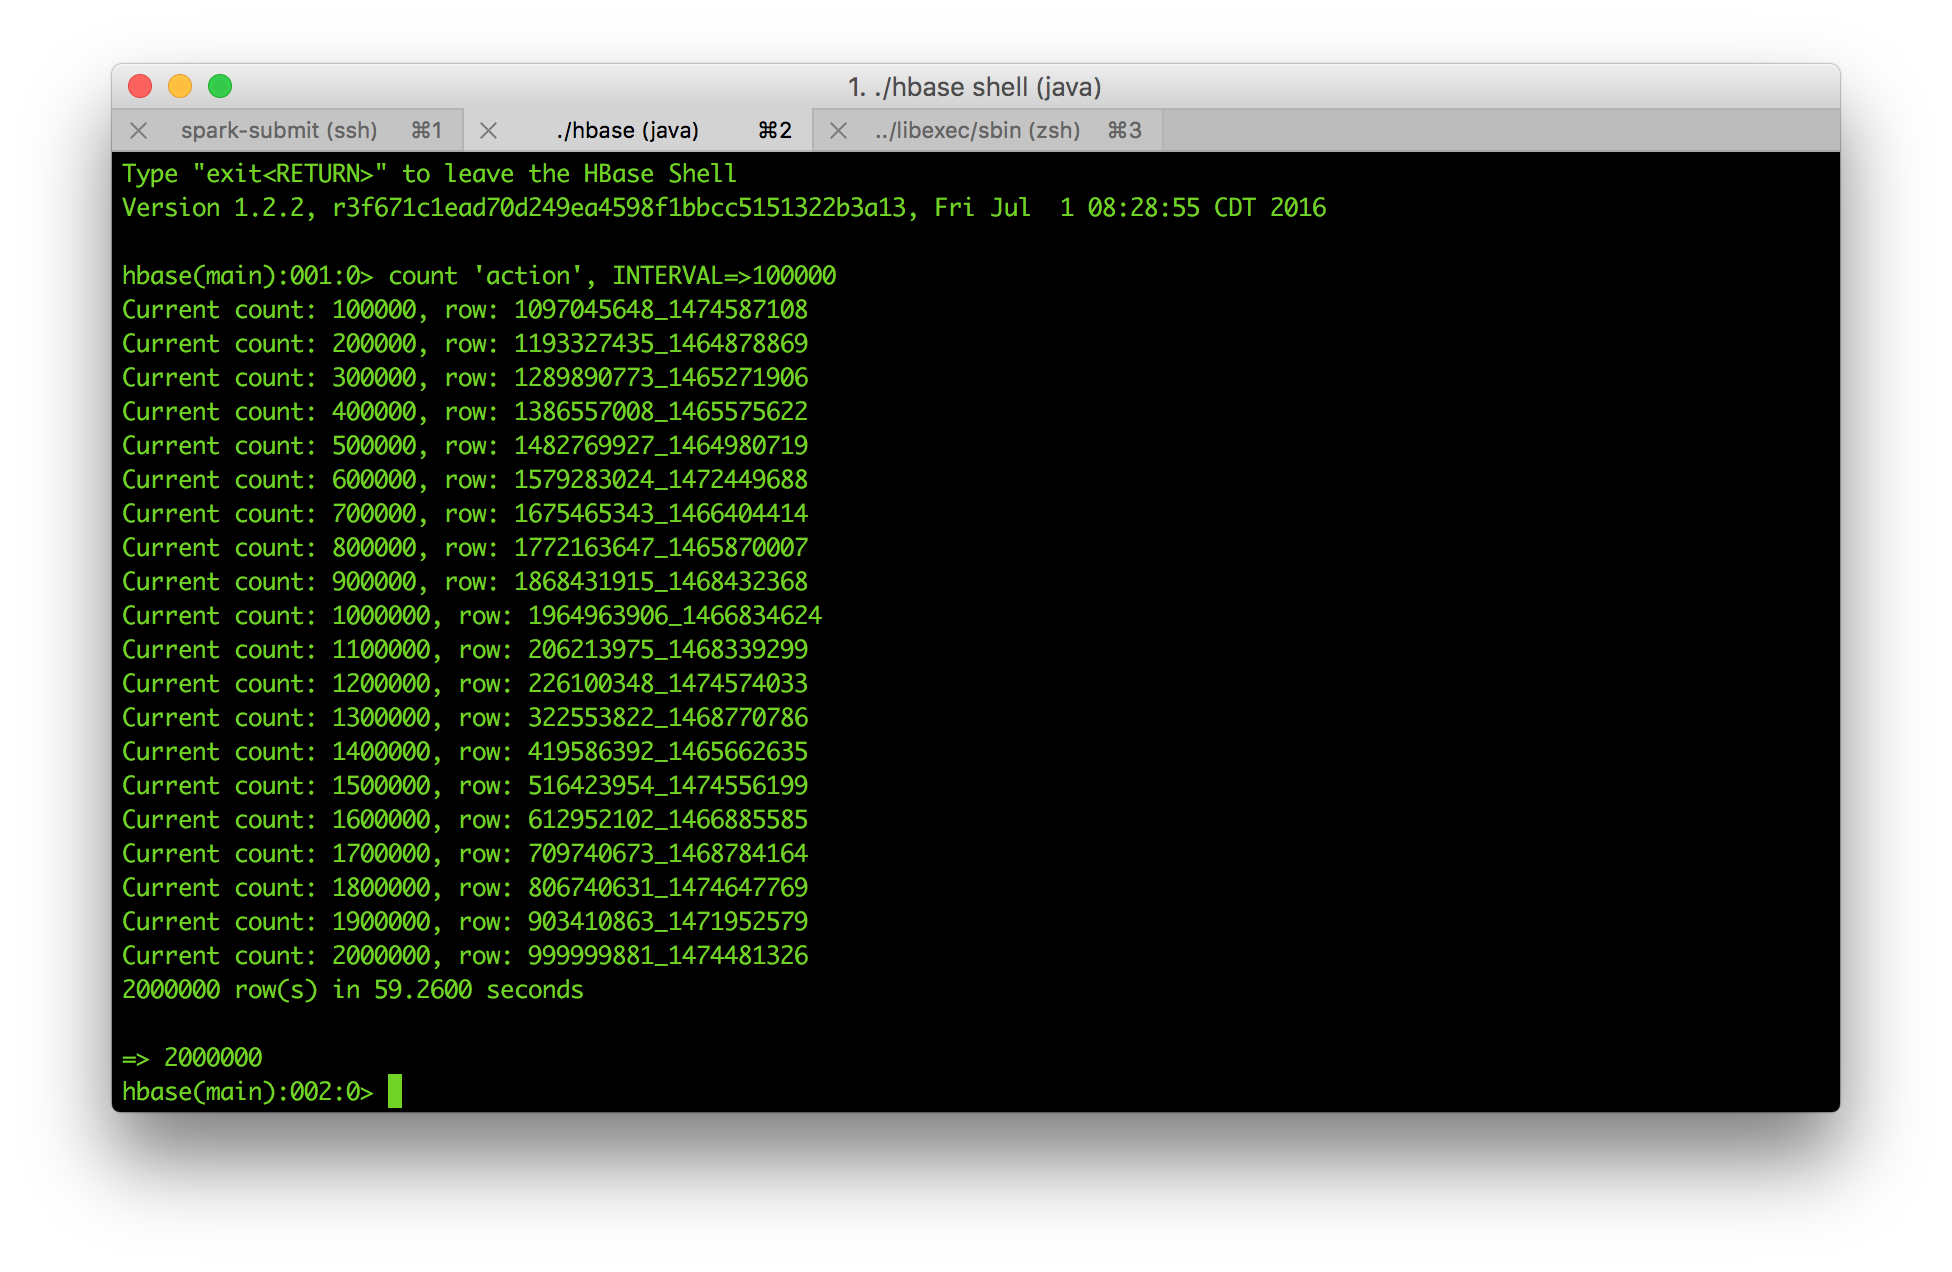 1. ./hbase shell (java)
spark-submit (ssh) ⌘1 ./hbase (java) ⌘2 ../libexec/sbin (zsh) ⌘3
Type "exit<RETURN>" to leave the HBase Shell
Version 1.2.2, r3f671c1ead70d249ea4598f1bbcc5151322b3a13, Fri Jul  1 08:28:55 CDT 2016
hbase(main):001:0> count 'action', INTERVAL=>100000
Current count: 100000, row: 1097045648_1474587108
Current count: 200000, row: 1193327435_1464878869
Current count: 300000, row: 1289890773_1465271906
Current count: 400000, row: 1386557008_1465575622
Current count: 500000, row: 1482769927_1464980719
Current count: 600000, row: 1579283024_1472449688
Current count: 700000, row: 1675465343_1466404414
Current count: 800000, row: 1772163647_1465870007
Current count: 900000, row: 1868431915_1468432368
Current count: 1000000, row: 1964963906_1466834624
Current count: 1100000, row: 206213975_1468339299
Current count: 1200000, row: 226100348_1474574033
Current count: 1300000, row: 322553822_1468770786
Current count: 1400000, row: 419586392_1465662635
Current count: 1500000, row: 516423954_1474556199
Current count: 1600000, row: 612952102_1466885585
Current count: 1700000, row: 709740673_1468784164
Current count: 1800000, row: 806740631_1474647769
Current count: 1900000, row: 903410863_1471952579
Current count: 2000000, row: 999999881_1474481326
2000000 row(s) in 59.2600 seconds
=> 2000000
hbase(main):002:0>